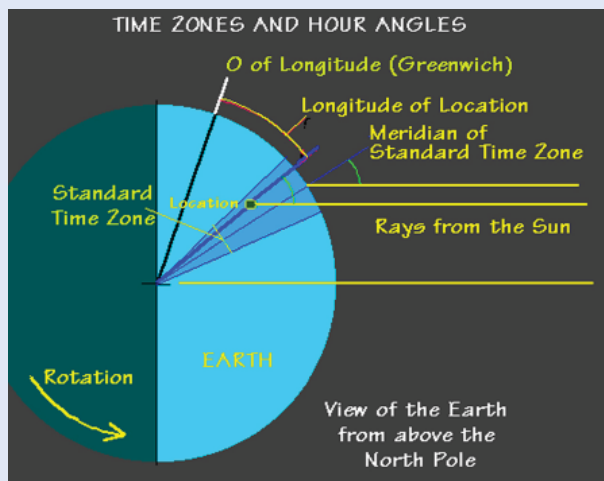 TIME ZONES AND HOUR ANGLES
O of Longitude (Greenwich)
Longitude of Location
Meridian of
Standard Time Zone
Standard
Time Zone
Location
Rays from the Sun
EARTH
Rotation
View of the Earth
from above the
North Pole